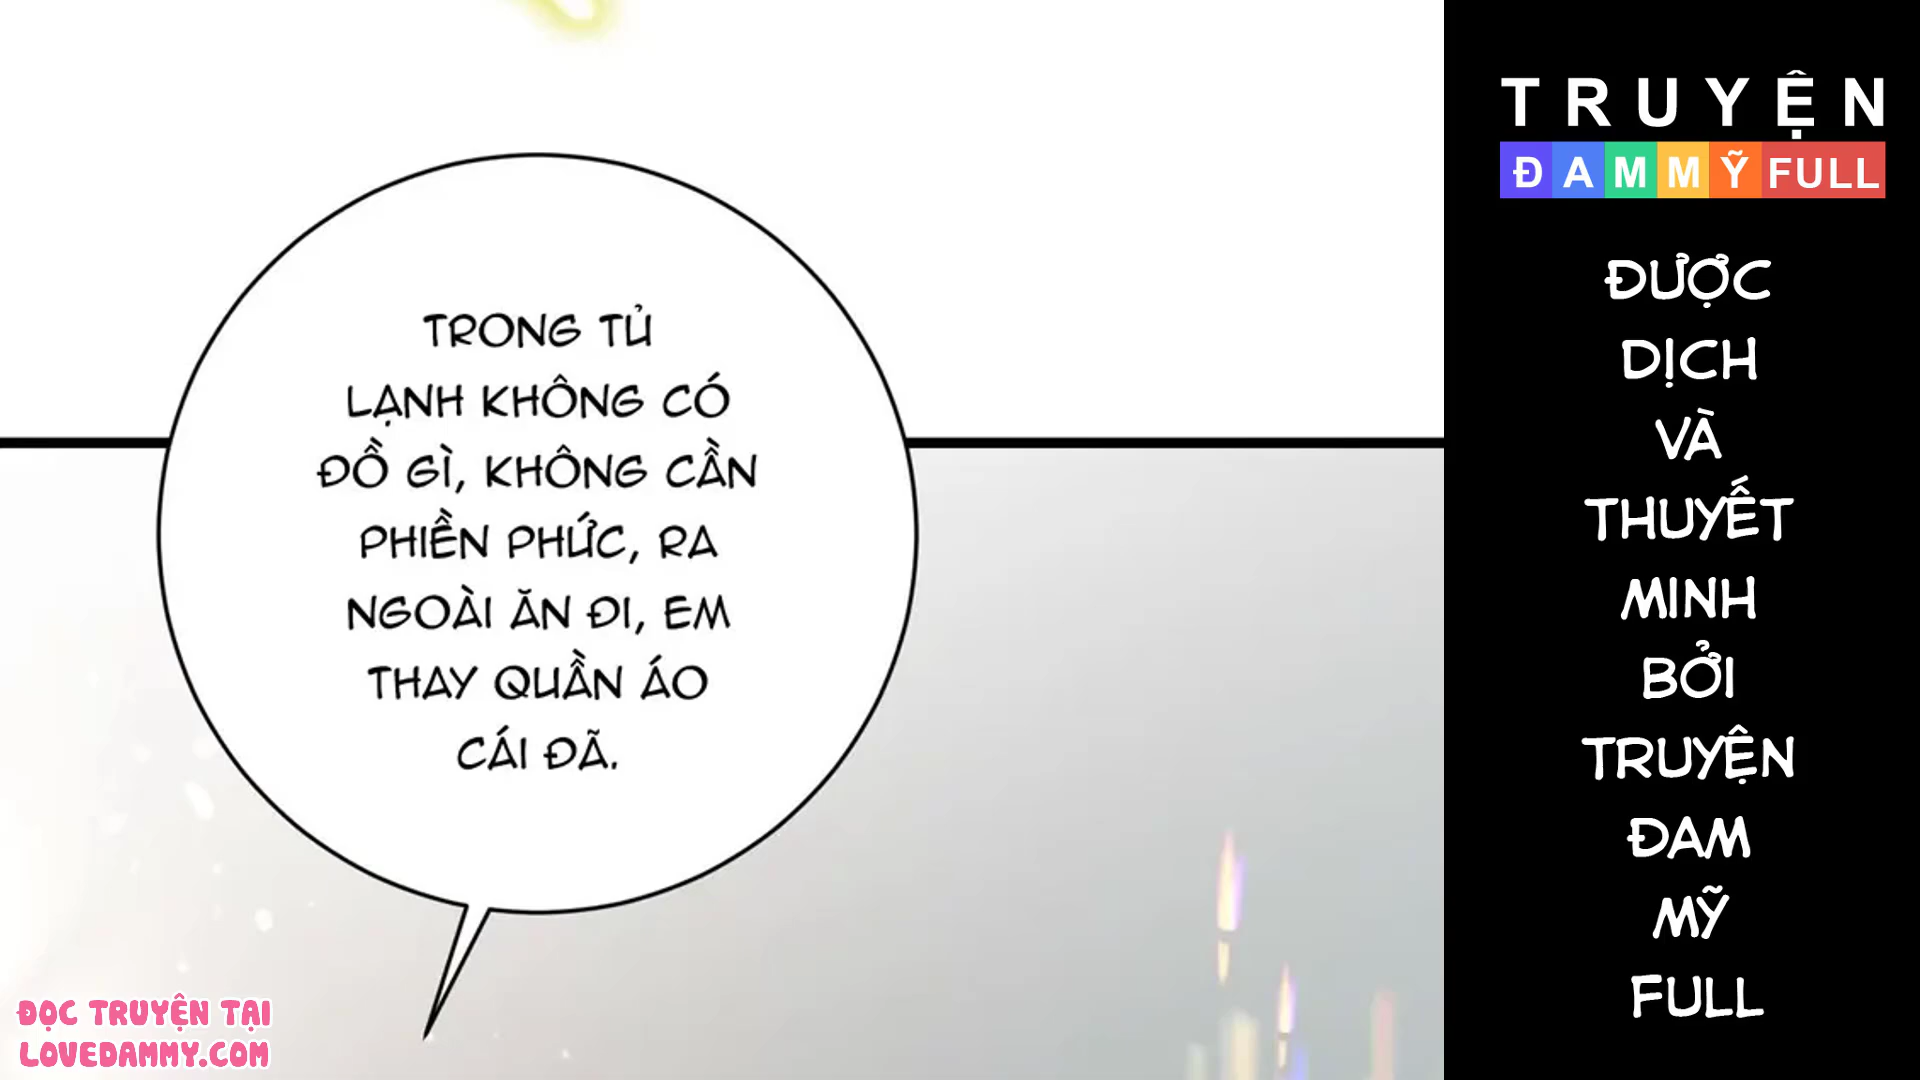 TRONG TỦ
LẠNH KHÔNG CÓ
ĐỒ GÌ, KHÔNG CẦN
PHIỀN PHỨC, RA
NGOÀI ĂN ĐI, EM
THAY QUẦN ÁO
CÁI ĐÃ.
ĐỌC TRUYỆN TẠI
LOVEDAMMY.COM
TRUYỆN
ĐAMMỸFULL
ĐƯỢC
DỊCH
VÀ
THUYẾT
MINH
BỞI
TRUYỆN
ĐAM
MỸ
FULL